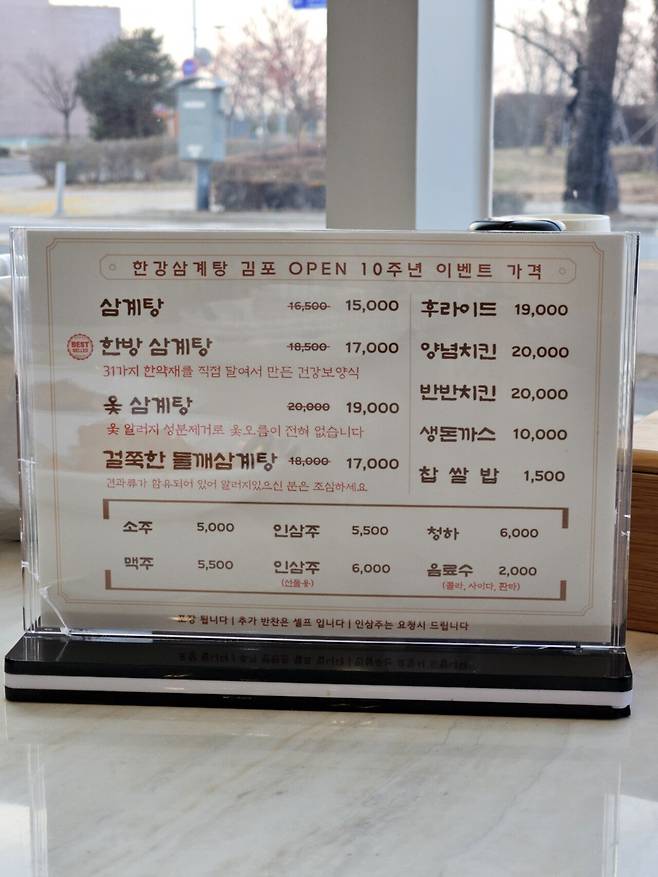 한강삼계탕 김포 OPEN 10주년 이벤트 가격
삼계탕 16,500 15,000
BEST SELLER
한방 삼계탕 18,500 17,000
31가지 한약재를 직접 달여서 만든 건강보양식
옻 삼계탕 20,000 19,000
옻 알러지 성분제거로 옻오름이 전혀 없습니다
걸쭉한 들깨삼계탕 18,000 17,000
견과류가 함유되어 있어 알러지있으신 분은 조심하세요
후라이드 19,000
양념치킨 20,000
반반치킨 20,000
생돈까스 10,000
찹 쌀 밥 1,500
소주 5,000 인삼주 5,500 청하 6,000
맥주 5,500 인삼주 6,000 음료수 2,000
(선물용) (콜라, 사이다, 환타)
포장 됩니다 | 추가 반찬은 셀프 입니다 | 인삼주는 요청시 드립니다